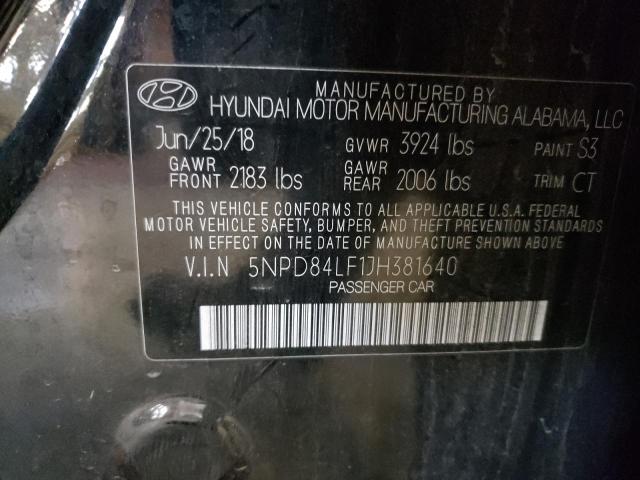 MANUFACTURED BY
HYUNDAI MOTOR MANUFACTURING ALABAMA, LLC
Jun/25/18 GVWR 3924 lbs PAINT S3
GAWR FRONT 2183 lbs GAWR REAR 2006 lbs TRIM CT
THIS VEHICLE CONFORMS TO ALL APPLICABLE U.S.A. FEDERAL
MOTOR VEHICLE SAFETY, BUMPER, AND THEFT PREVENTION STANDARDS
IN EFFECT ON THE DATE OF MANUFACTURE SHOWN ABOVE
V.I.N 5NPD84LF1JH381640
PASSENGER CAR